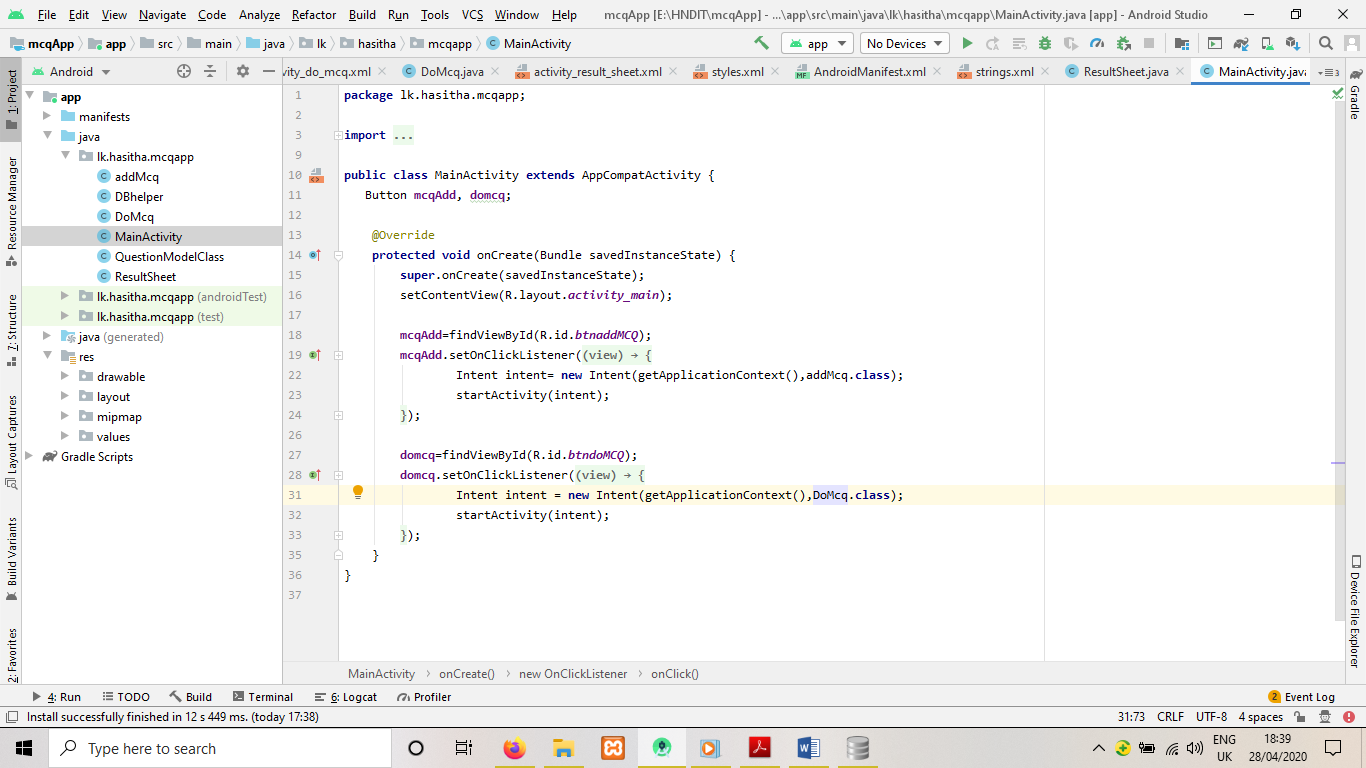 File Edit View Navigate Code Analyze Refactor Build Run Tools VCS Window Help mcqApp [E:\HNDIT\mcqApp] - ...\app\src\main\java\lk\hasitha\mcqapp\MainActivity.java [app] - Android Studio
mcqApp app src main java lk hasitha mcqapp MainActivity app No Devices
Android vity_do_mcq.xml DoMcq.java activity_result_sheet.xml styles.xml AndroidManifest.xml strings.xml ResultSheet.java MainActivity.java 3
1: Project
Resource Manager
7: Structure
Layout Captures
Build Variants
2: Favorites
app
manifests
java
lk.hasitha.mcqapp
addMcq
DBhelper
DoMcq
MainActivity
QuestionModelClass
ResultSheet
lk.hasitha.mcqapp (androidTest)
lk.hasitha.mcqapp (test)
java (generated)
res
drawable
layout
mipmap
values
Gradle Scripts
1 package lk.hasitha.mcqapp;
2
3 import ...
9
10 public class MainActivity extends AppCompatActivity {
11 Button mcqAdd, domcq;
12
13 @Override
14 protected void onCreate(Bundle savedInstanceState) {
15 super.onCreate(savedInstanceState);
16 setContentView(R.layout.activity_main);
17
18 mcqAdd=findViewById(R.id.btnaddMCQ);
19 mcqAdd.setOnClickListener((view) → {
22 Intent intent= new Intent(getApplicationContext(),addMcq.class);
23 startActivity(intent);
24 });
26
27 domcq=findViewById(R.id.btndoMCQ);
28 domcq.setOnClickListener((view) → {
31 Intent intent = new Intent(getApplicationContext(),DoMcq.class);
32 startActivity(intent);
33 });
35 }
36 }
37
Gradle
Device File Explorer
MainActivity › onCreate() › new OnClickListener › onClick()
4: Run TODO Build Terminal 6: Logcat Profiler 2 Event Log
Install successfully finished in 12 s 449 ms. (today 17:38) 31:73 CRLF UTF-8 4 spaces
Type here to search ENG 18:39
UK 28/04/2020